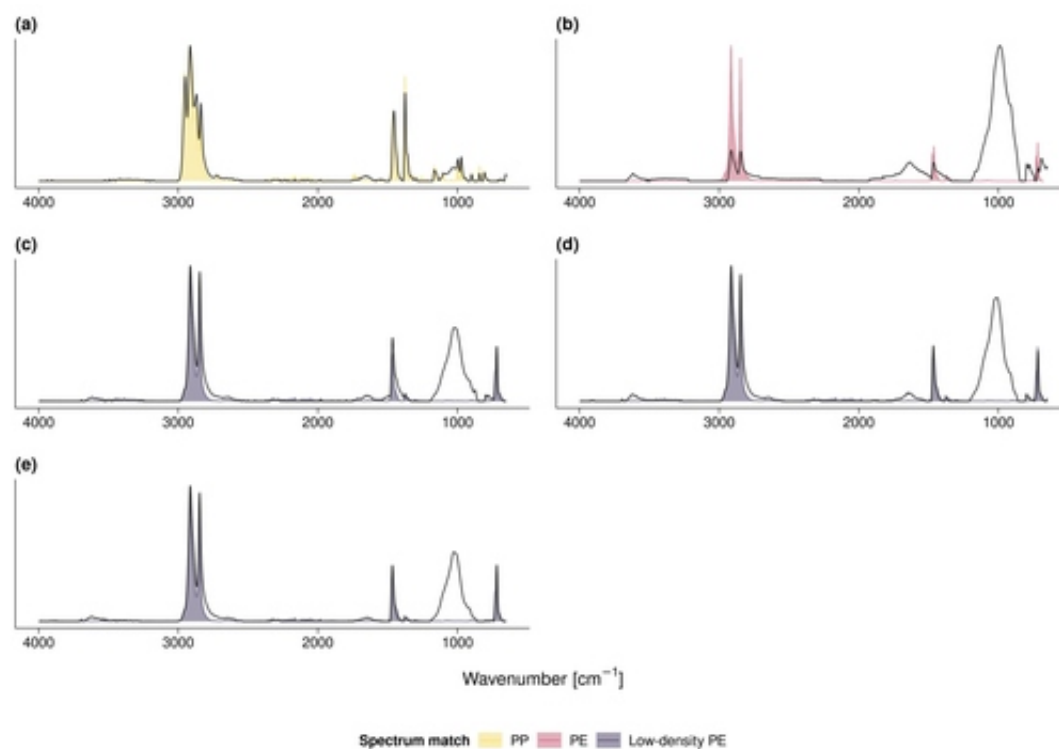 (a) (b)
4000 3000 2000 1000 4000 3000 2000 1000
(c) (d)
4000 3000 2000 1000 4000 3000 2000 1000
(e)
4000 3000 2000 1000
Wavenumber [cm⁻¹]
Spectrum match PP PE Low-density PE